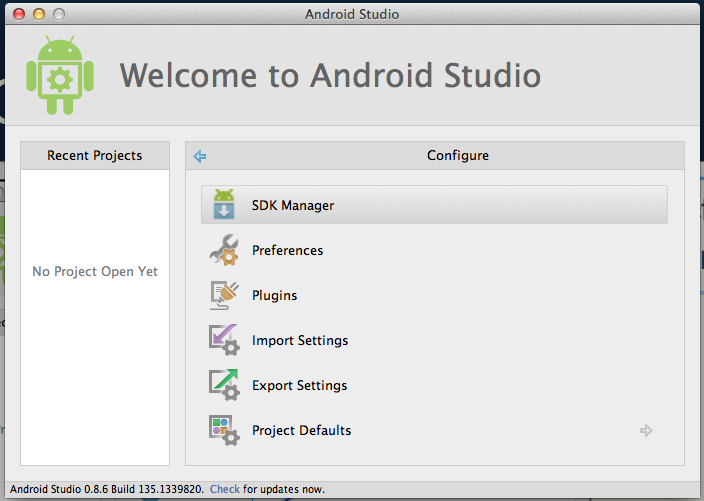 Android Studio
Welcome to Android Studio
Recent Projects
Configure
No Project Open Yet
SDK Manager
Preferences
Plugins
Import Settings
Export Settings
Project Defaults
Android Studio 0.8.6 Build 135.1339820. Check for updates now.